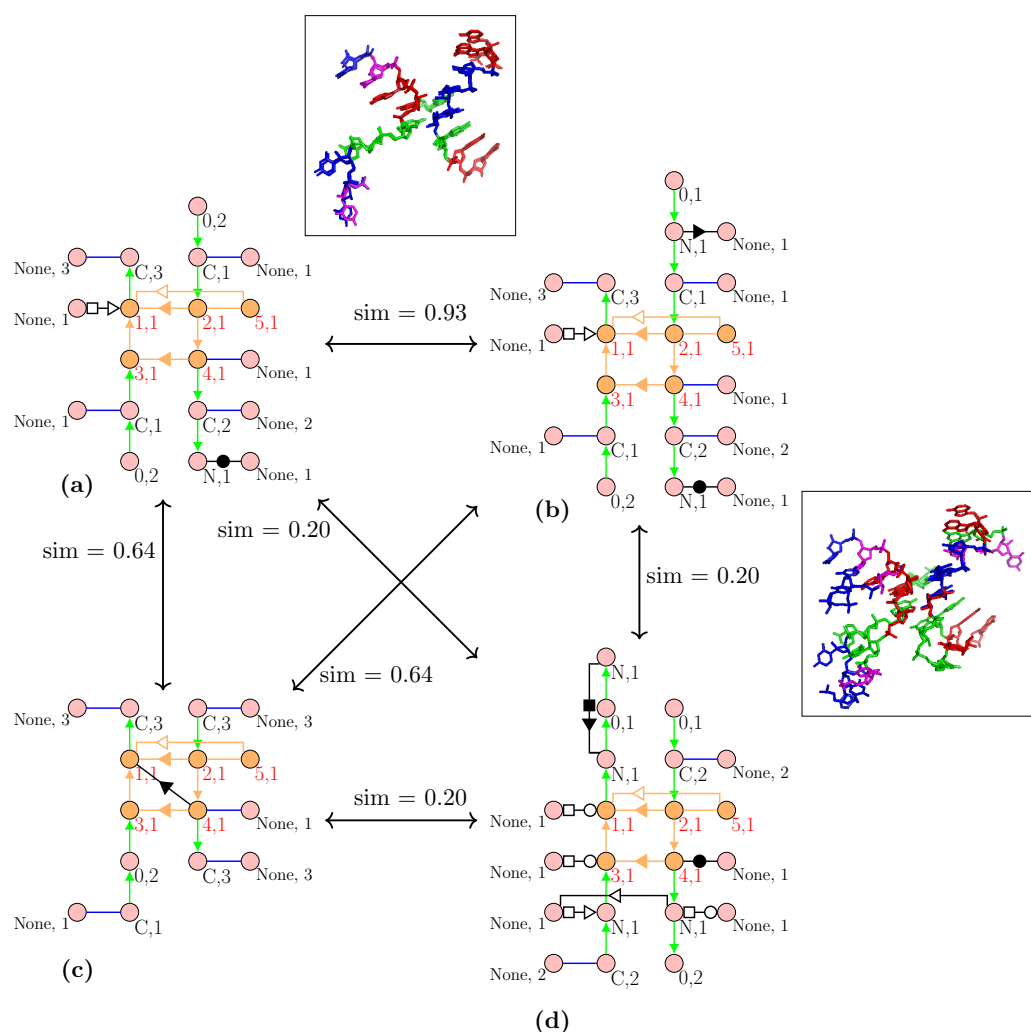 0,2
None, 3
C,3
C,1
None, 1
None, 1
1,1
2,1
5,1
3,1
4,1
None, 1
None, 1
C,1
C,2
None, 2
0,2
N,1
None, 1
(a)
sim = 0.93
0,1
N,1
None, 1
None, 3
C,3
C,1
None, 1
None, 1
1,1
2,1
5,1
3,1
4,1
None, 1
None, 1
C,1
C,2
None, 2
0,2
N,1
None, 1
(b)
sim = 0.64
sim = 0.20
sim = 0.20
sim = 0.64
None, 3
C,3
C,3
None, 3
1,1
2,1
5,1
3,1
4,1
None, 1
0,2
C,3
None, 3
None, 1
C,1
(c)
sim = 0.20
N,1
0,1
0,1
N,1
C,2
None, 2
None, 1
1,1
2,1
5,1
None, 1
3,1
4,1
None, 1
None, 1
N,1
N,1
None, 1
None, 2
C,2
0,2
(d)